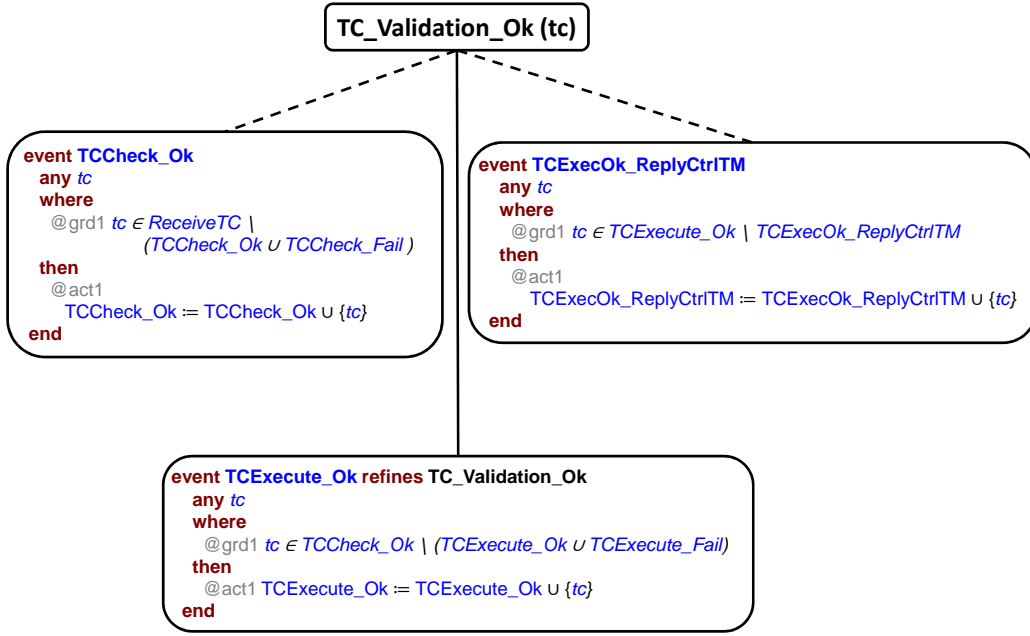 TC_Validation_Ok (tc)
event TCCheck_Ok
any tc
where
@grd1 tc ∈ ReceiveTC \
(TCCheck_Ok ∪ TCCheck_Fail )
then
@act1
TCCheck_Ok ≔ TCCheck_Ok ∪ {tc}
end
event TCExecOk_ReplyCtrlTM
any tc
where
@grd1 tc ∈ TCExecute_Ok \ TCExecOk_ReplyCtrlTM
then
@act1
TCExecOk_ReplyCtrlTM ≔ TCExecOk_ReplyCtrlTM ∪ {tc}
end
event TCExecute_Ok refines TC_Validation_Ok
any tc
where
@grd1 tc ∈ TCCheck_Ok \ (TCExecute_Ok ∪ TCExecute_Fail)
then
@act1 TCExecute_Ok ≔ TCExecute_Ok ∪ {tc}
end